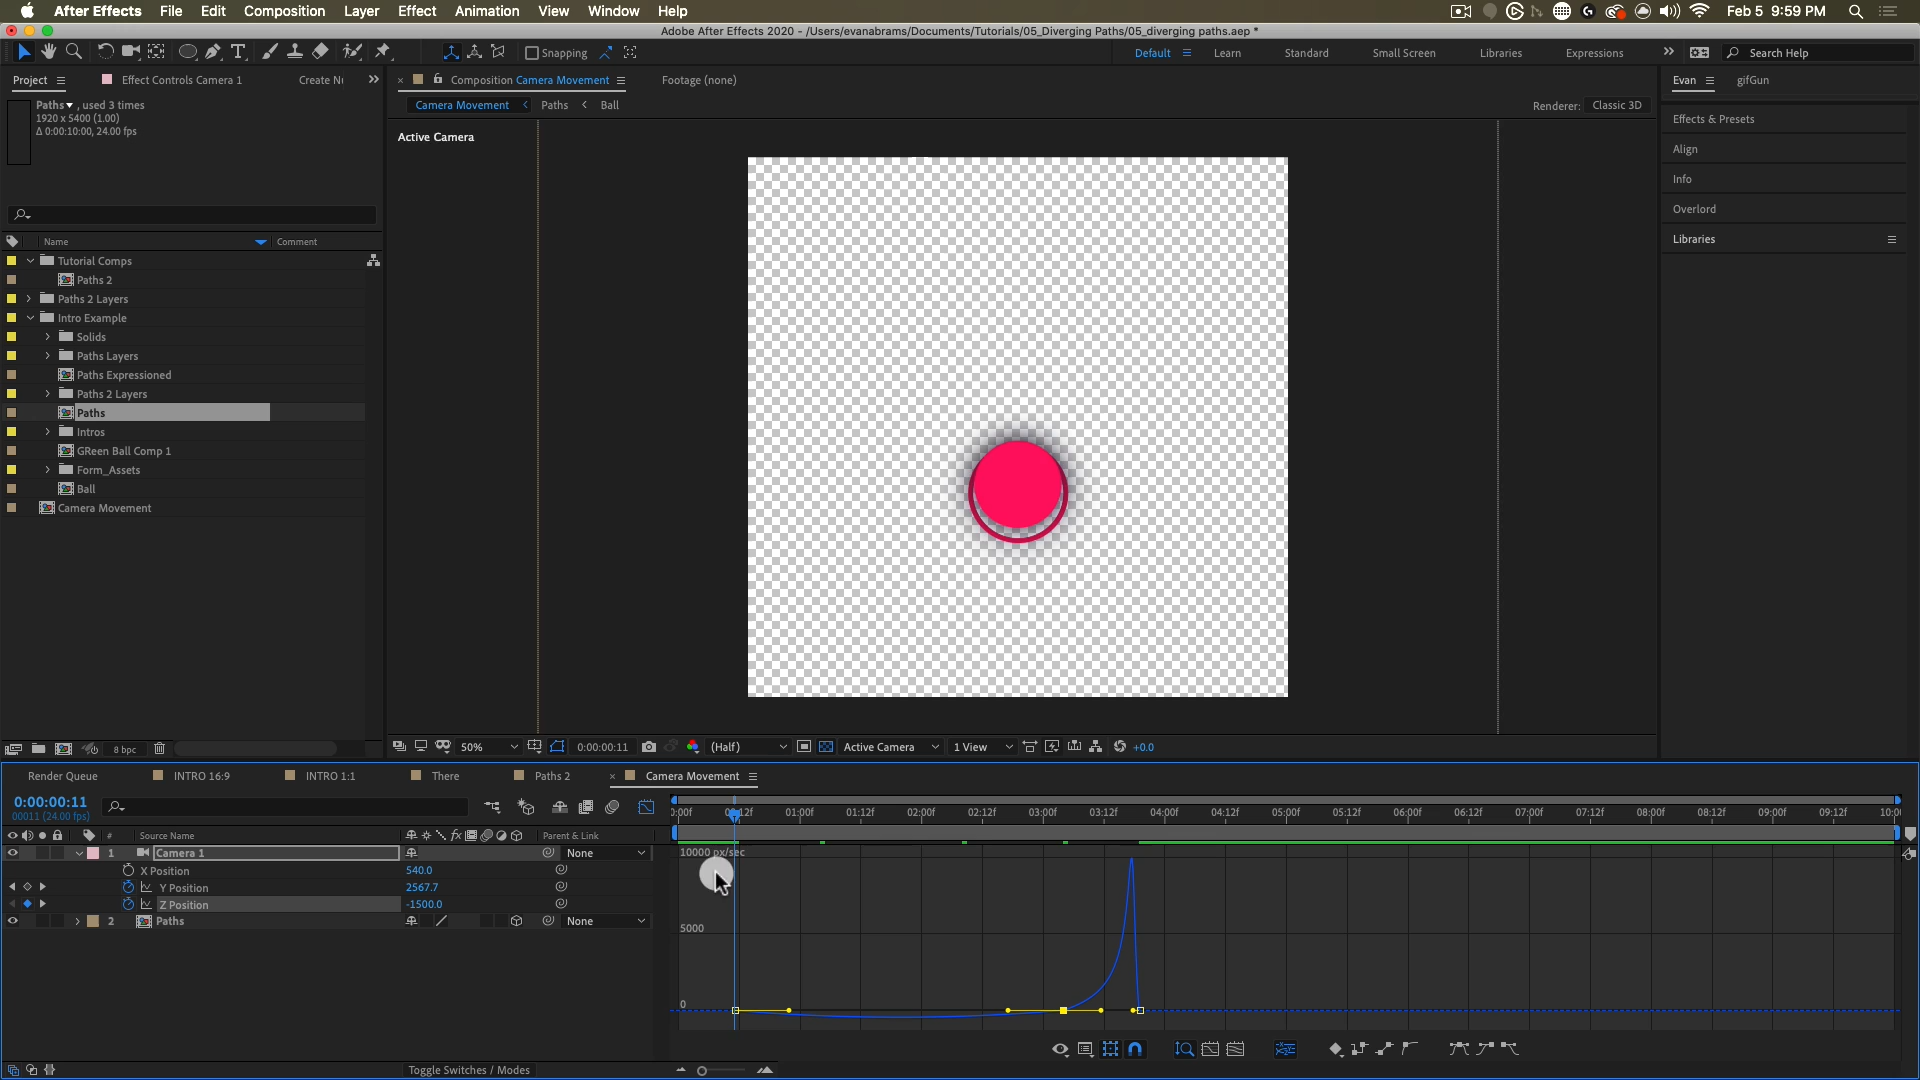 After Effects File Edit Composition Layer Effect Animation View Window Help Feb 5 9:59 PM
Adobe After Effects 2020 - /Users/evanabrams/Documents/Tutorials/05_Diverging Paths/05_diverging paths.aep *
Snapping Default Learn Standard Small Screen Libraries Expressions Search Help
Project Effect Controls Camera 1 Composition Camera Movement Footage (none) Evan gifGun
Paths , used 3 times
1920 x 5400 (1.00)
Δ 0:00:10:00, 24.00 fps
Camera Movement Paths Ball Renderer: Classic 3D
Active Camera
Effects & Presets
Align
Info
Overlord
Libraries
Name Comment
Tutorial Comps
Paths 2
Paths 2 Layers
Intro Example
Solids
Paths Layers
Paths Expressioned
Paths 2 Layers
Paths
Intros
GReen Ball Comp 1
Form_Assets
Ball
Camera Movement
8 bpc 50% 0:00:00:11 (Half) Active Camera 1 View +0.0
Render Queue INTRO 16:9 INTRO 1:1 There Paths 2 Camera Movement
0:00:00:11
00011 (24.00 fps)
01:00f 01:12f 02:00f 02:12f 03:00f 03:12f 04:00f 04:12f 05:00f 05:12f 06:00f 06:12f 07:00f 07:12f 08:00f 08:12f 09:00f 09:12f
# Source Name Parent & Link
1 Camera 1 None
X Position 540.0
Y Position 2567.7
Z Position -1500.0
2 Paths None
10000 px/sec
5000
0
Toggle Switches / Modes